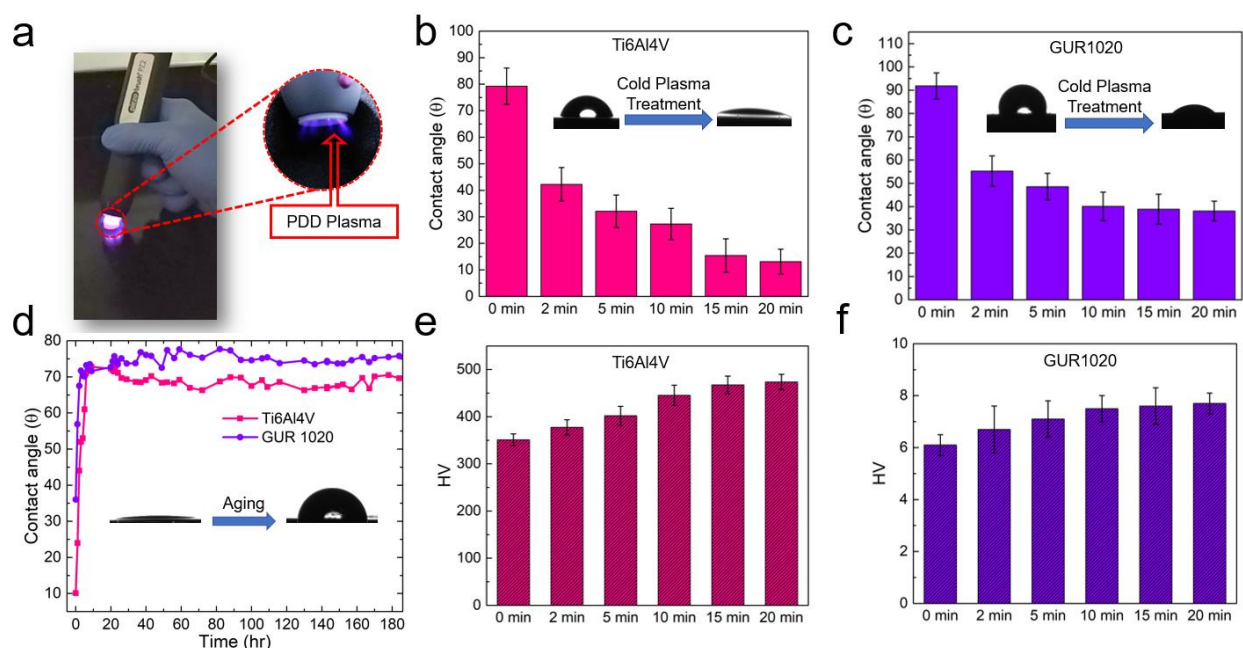 a
PDD Plasma
b
Ti6Al4V
Cold Plasma
Treatment
Contact angle (θ)
100
90
80
70
60
50
40
30
20
10
0
0 min 2 min 5 min 10 min 15 min 20 min
c
GUR1020
Cold Plasma
Treatment
Contact angle (θ)
110
100
90
80
70
60
50
40
30
20
10
0
0 min 2 min 5 min 10 min 15 min 20 min
d
Contact angle (θ)
80
70
60
50
40
30
20
10
Ti6Al4V
GUR 1020
Aging
0 20 40 60 80 100 120 140 160 180
Time (hr)
e
Ti6Al4V
HV
500
400
350
300
200
100
0
0 min 2 min 5 min 10 min 15 min 20 min
f
GUR1020
HV
10
8
6
4
2
0
0 min 2 min 5 min 10 min 15 min 20 min